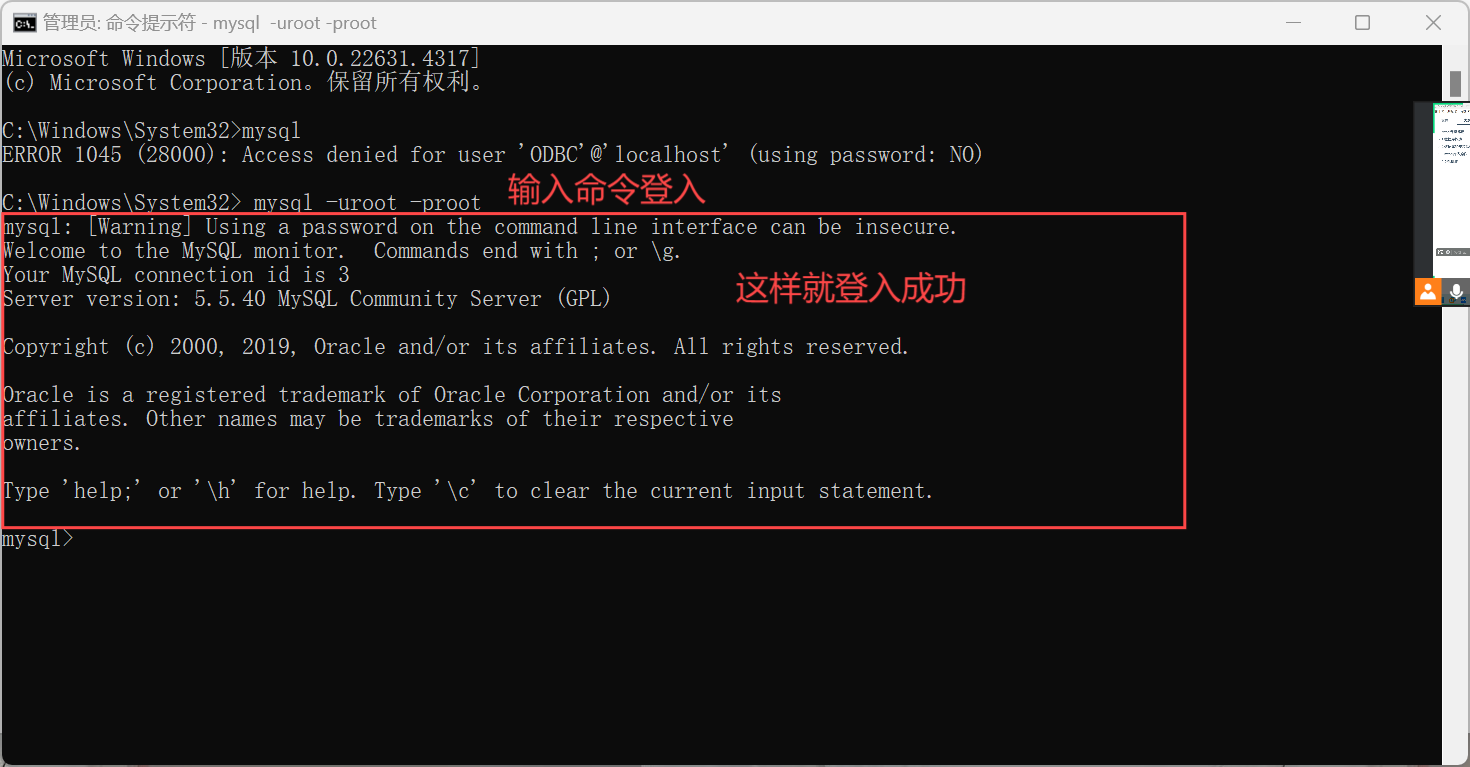 管理员: 命令提示符 - mysql  -uroot -proot
Microsoft Windows [版本 10.0.22631.4317]
(c) Microsoft Corporation。保留所有权利。
C:\Windows\System32>mysql
ERROR 1045 (28000): Access denied for user 'ODBC'@'localhost' (using password: NO)
输入命令登入
C:\Windows\System32> mysql -uroot -proot
mysql: [Warning] Using a password on the command line interface can be insecure.
Welcome to the MySQL monitor.  Commands end with ; or \g.
Your MySQL connection id is 3
这样就登入成功
Server version: 5.5.40 MySQL Community Server (GPL)
Copyright (c) 2000, 2019, Oracle and/or its affiliates. All rights reserved.
Oracle is a registered trademark of Oracle Corporation and/or its
affiliates. Other names may be trademarks of their respective
owners.
Type 'help;' or '\h' for help. Type '\c' to clear the current input statement.
mysql>